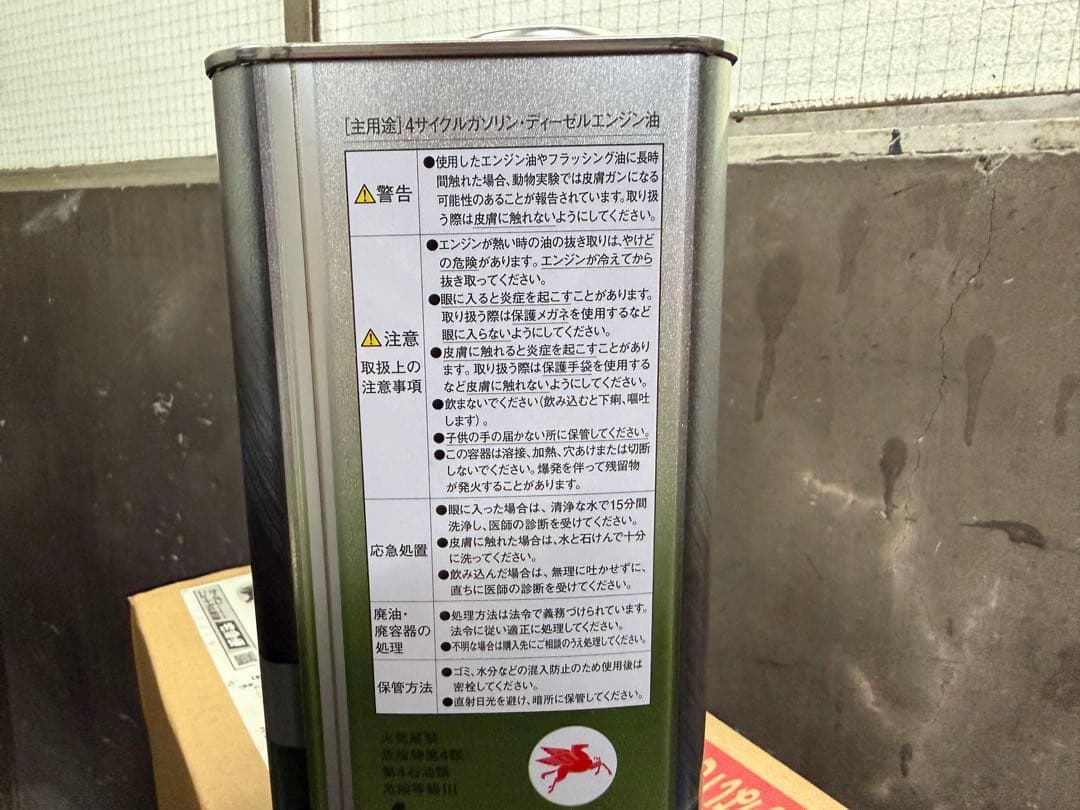 [主用途]4サイクルガソリン・ディーゼルエンジン油
⚠警告
●使用したエンジン油やフラッシング油に長時
間触れた場合、動物実験では皮膚ガンになる
可能性のあることが報告されています。取り扱
う際は皮膚に触れないようにしてください。
⚠注意
取扱上の
注意事項
●エンジンが熱い時の油の抜き取りは、やけど
の危険があります。エンジンが冷えてから
抜き取ってください。
●眼に入ると炎症を起こすことがあります。
取り扱う際は保護メガネを使用するなど
眼に入らないようにしてください。
●皮膚に触れると炎症を起こすことがあり
ます。取り扱う際は保護手袋を使用する
など皮膚に触れないようにしてください。
●飲まないでください(飲み込むと下痢、嘔吐
します)。
●子供の手の届かない所に保管してください。
●この容器は溶接、加熱、穴あけまたは切断
しないでください。爆発を伴って残留物
が発火することがあります。
応急処置
●眼に入った場合は、清浄な水で15分間
洗浄し、医師の診断を受けてください。
●皮膚に触れた場合は、水と石けんで十分
に洗ってください。
●飲み込んだ場合は、無理に吐かせずに、
直ちに医師の診断を受けてください。
廃油・
廃容器の
処理
●処理方法は法令で義務づけられています。
法令に従い適正に処理してください。
●不明な場合は購入先にご相談のうえ処理してください。
保管方法
●ゴミ、水分などの混入防止のため使用後は
密栓してください。
●直射日光を避け、暗所に保管してください。
火気厳禁
危険物第4類
第4石油類
危険等級III